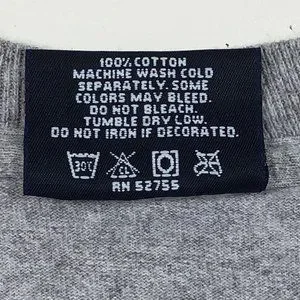 100% COTTON
MACHINE WASH COLD
SEPARATELY. SOME
COLORS MAY BLEED.
DO NOT BLEACH.
TUMBLE DRY LOW.
DO NOT IRON IF DECORATED.
30° CL
RN 52755